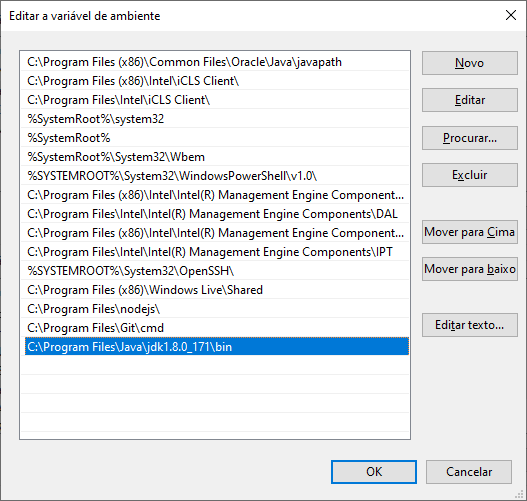 Editar a variável de ambiente
C:\Program Files (x86)\Common Files\Oracle\Java\javapath
C:\Program Files (x86)\Intel\iCLS Client\
C:\Program Files\Intel\iCLS Client\
%SystemRoot%\system32
%SystemRoot%
%SystemRoot%\System32\Wbem
%SYSTEMROOT%\System32\WindowsPowerShell\v1.0\
C:\Program Files (x86)\Intel\Intel(R) Management Engine Component...
C:\Program Files\Intel\Intel(R) Management Engine Components\DAL
C:\Program Files (x86)\Intel\Intel(R) Management Engine Component...
C:\Program Files\Intel\Intel(R) Management Engine Components\IPT
%SYSTEMROOT%\System32\OpenSSH\
C:\Program Files (x86)\Windows Live\Shared
C:\Program Files\nodejs\
C:\Program Files\Git\cmd
C:\Program Files\Java\jdk1.8.0_171\bin
Novo
Editar
Procurar...
Excluir
Mover para Cima
Mover para baixo
Editar texto...
OK
Cancelar